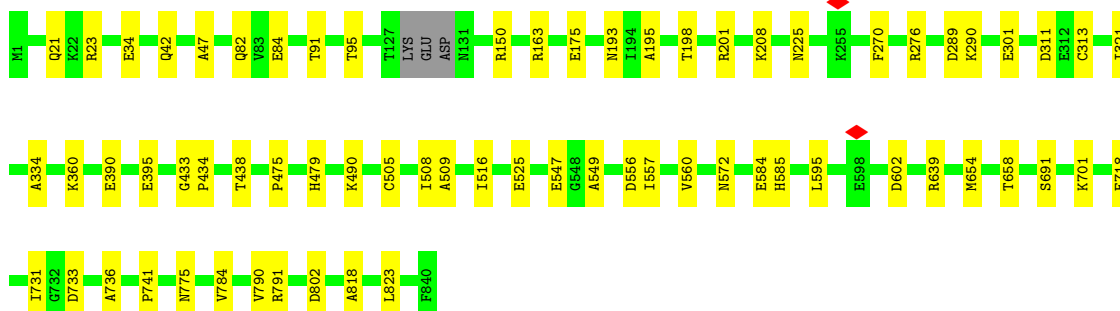 M1 Q21 K22 R23 E34 Q42 A47 Q82 V83 E84 T91 T95 T127 LYS GLU ASP N131 R150 R163 E175 N193 I194 A195 T198 R201 K208 N225 K255 F270 R276 D289 K290 E301 D311 E312 C313
A334 K360 E390 E395 G433 P434 T438 P475 H479 K490 C505 I508 A509 I516 E525 E547 G548 A549 D556 I557 V560 N572 E584 H585 L595 E598 D602 R639 M654 T658 S691 K701
I731 G732 D733 A736 P741 N775 V784 V790 R791 D802 A818 L823 F840